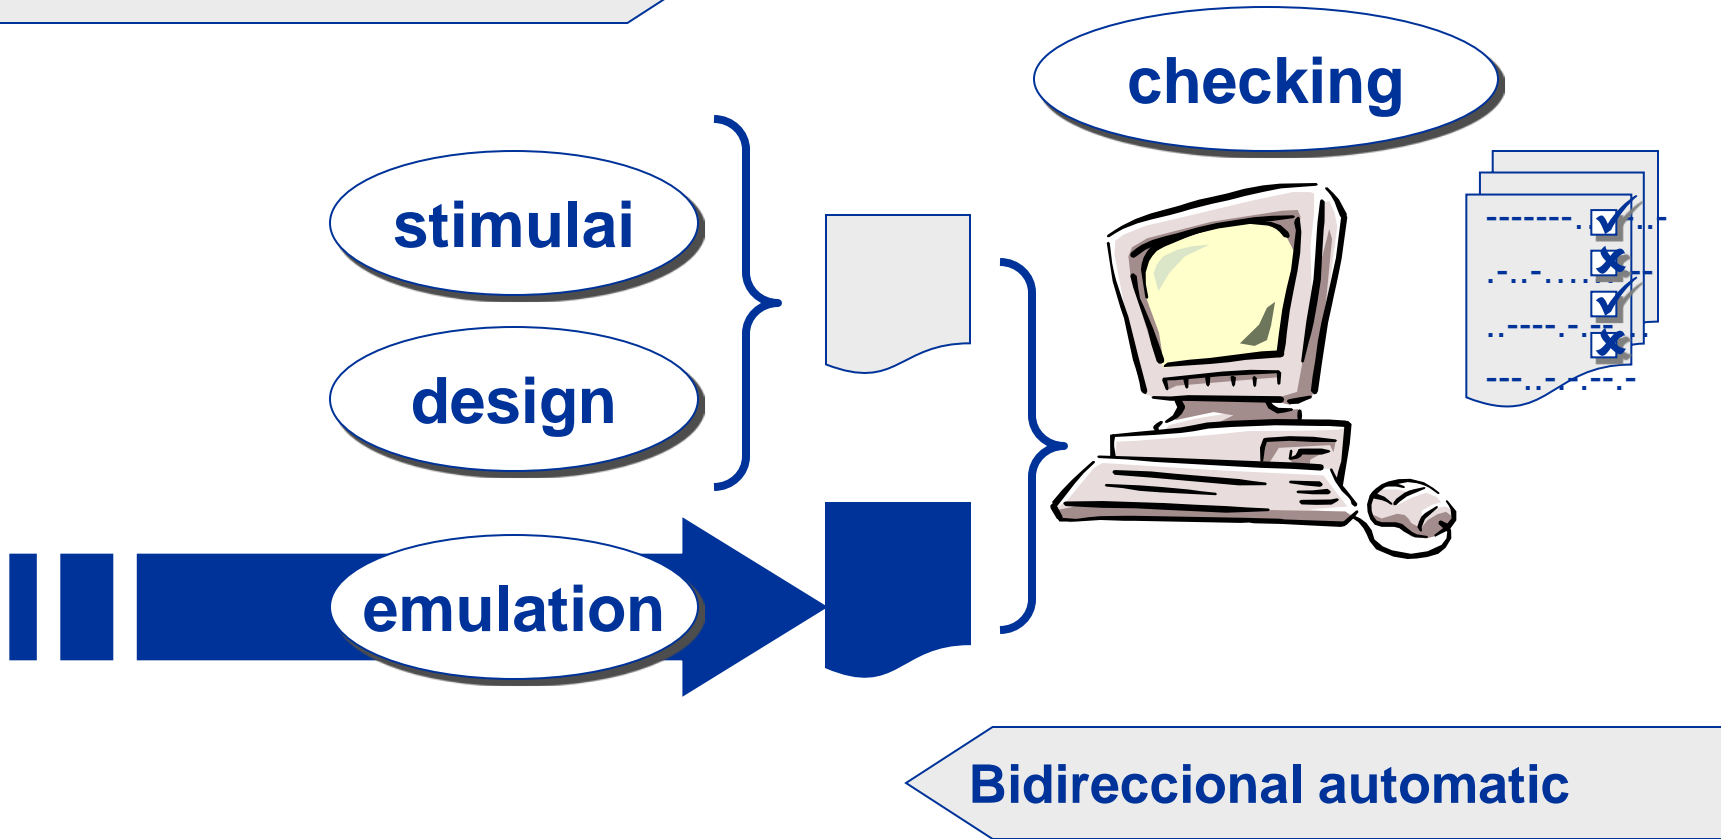 checking
stimulai
design
emulation
Bidireccional automatic